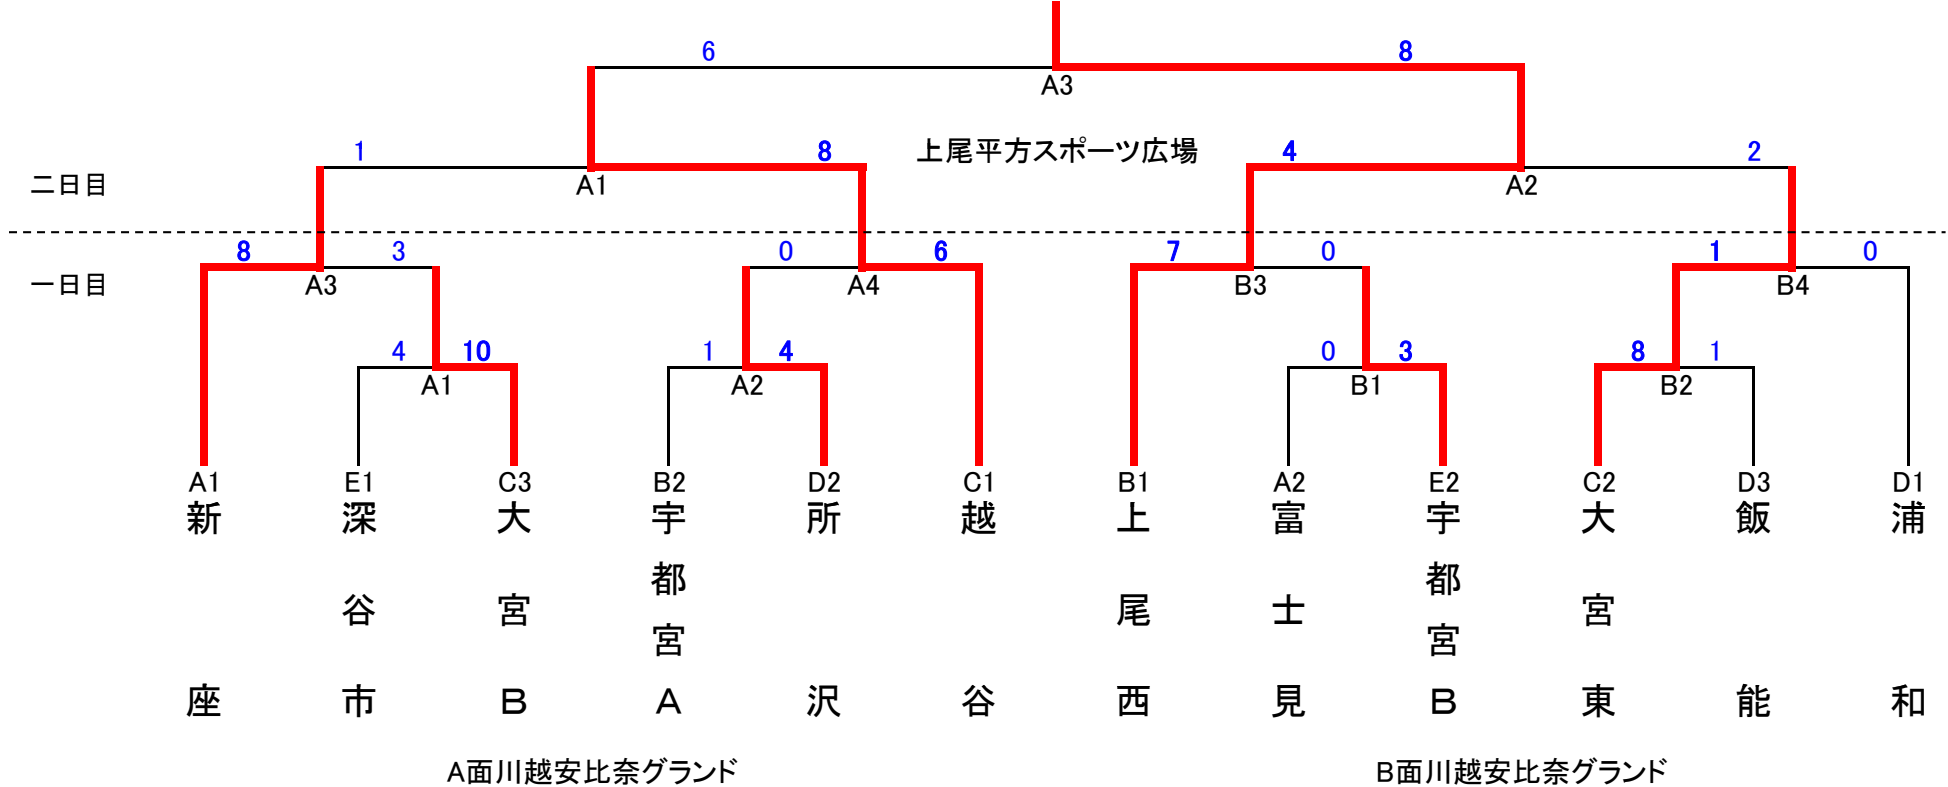 6 8
A3
1 8 上尾平方スポーツ広場 4 2
二日目 A1 A2
8 3 0 6 7 0 1 0
一日目 A3 A4 B3 B4
4 10 1 4 0 3 8 1
A1 A2 B1 B2
A1 E1 C3 B2 D2 C1 B1 A2 E2 C2 D3 D1
新座
深谷市
大宮B
宇都宮A
所沢
越谷
上尾西
富士見
宇都宮B
大宮東
飯能
浦和
A面川越安比奈グランド B面川越安比奈グランド